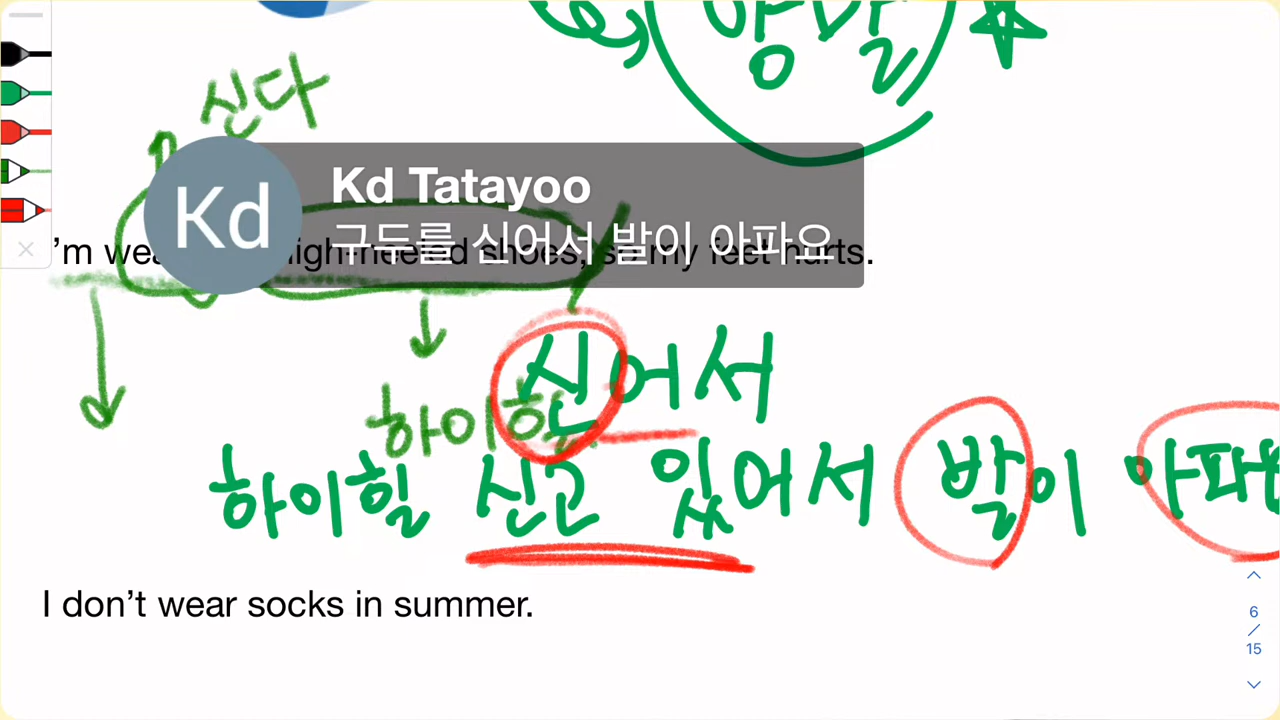 양말
신다
Kd Kd Tatayoo
구두를 신어서 발이 아파요
'm wea high-heeled shoes, so my feet hurts.
신어서
하이힐
하이힐 신고 있어서 발이 아파
I don't wear socks in summer.
6
/
15